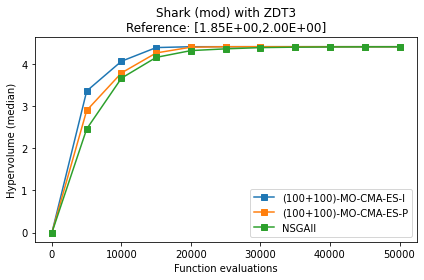 Shark (mod) with ZDT3
Reference: [1.85E+00,2.00E+00]
Hypervolume (median)
4
3
2
1
0
(100+100)-MO-CMA-ES-I
(100+100)-MO-CMA-ES-P
NSGAII
0 10000 20000 30000 40000 50000
Function evaluations